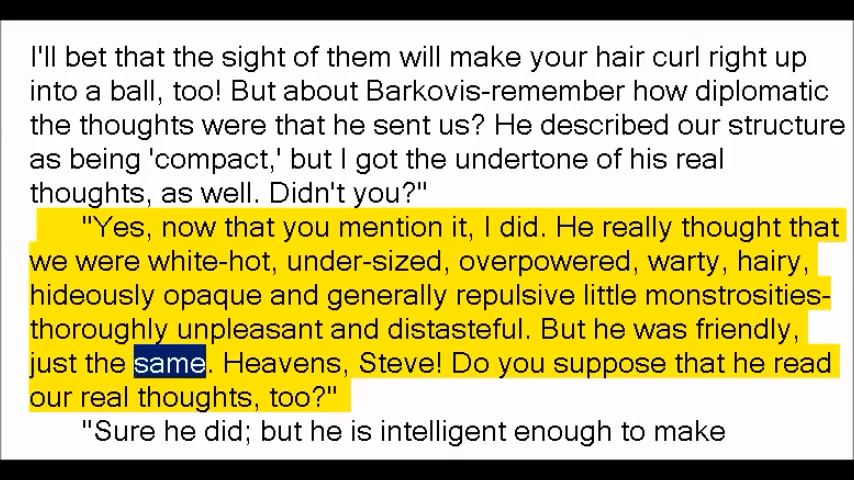 I'll bet that the sight of them will make your hair curl right up
into a ball, too! But about Barkovis-remember how diplomatic
the thoughts were that he sent us? He described our structure
as being 'compact,' but I got the undertone of his real
thoughts, as well. Didn't you?"
"Yes, now that you mention it, I did. He really thought that
we were white-hot, under-sized, overpowered, warty, hairy,
hideously opaque and generally repulsive little monstrosities-
thoroughly unpleasant and distasteful. But he was friendly,
just the same. Heavens, Steve! Do you suppose that he read
our real thoughts, too?"
"Sure he did; but he is intelligent enough to make